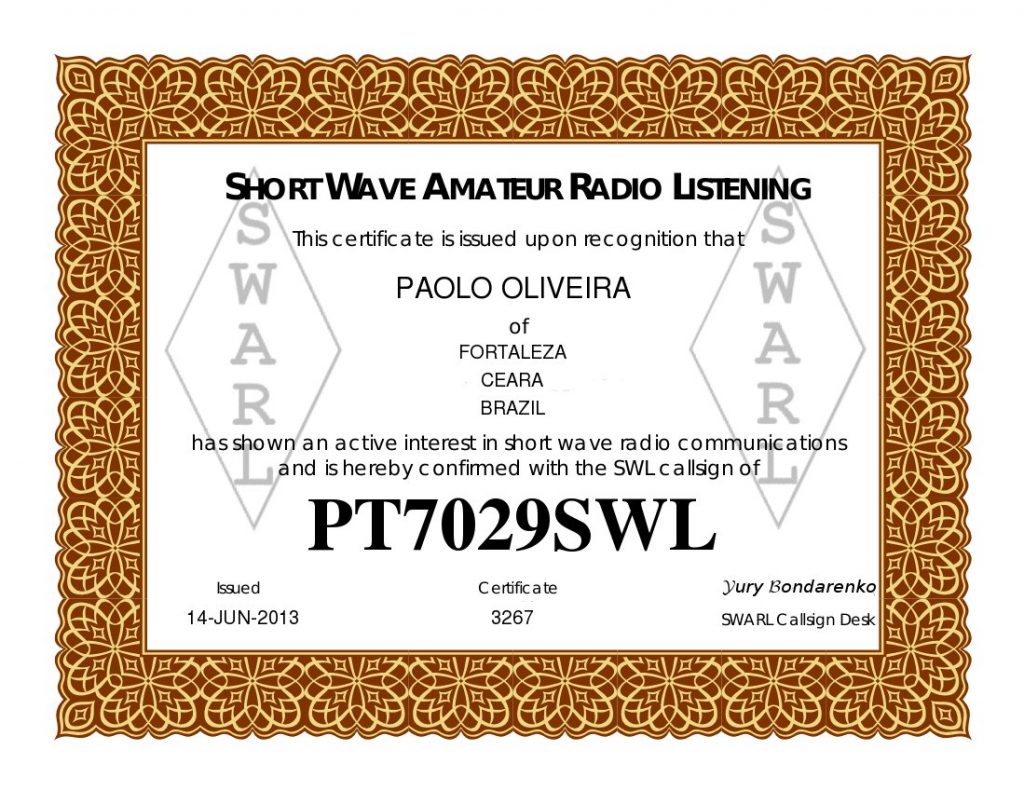 SHORT WAVE AMATEUR RADIO LISTENING
This certificate is issued upon recognition that
PAOLO OLIVEIRA
of
FORTALEZA
CEARA
BRAZIL
has shown an active interest in short wave radio communications
and is hereby confirmed with the SWL callsign of
PT7029SWL
Issued
14-JUN-2013
Certificate
3267
Yury Bondarenko
SWARL Callsign Desk
S
W
A
R
L
S
W
A
R
L